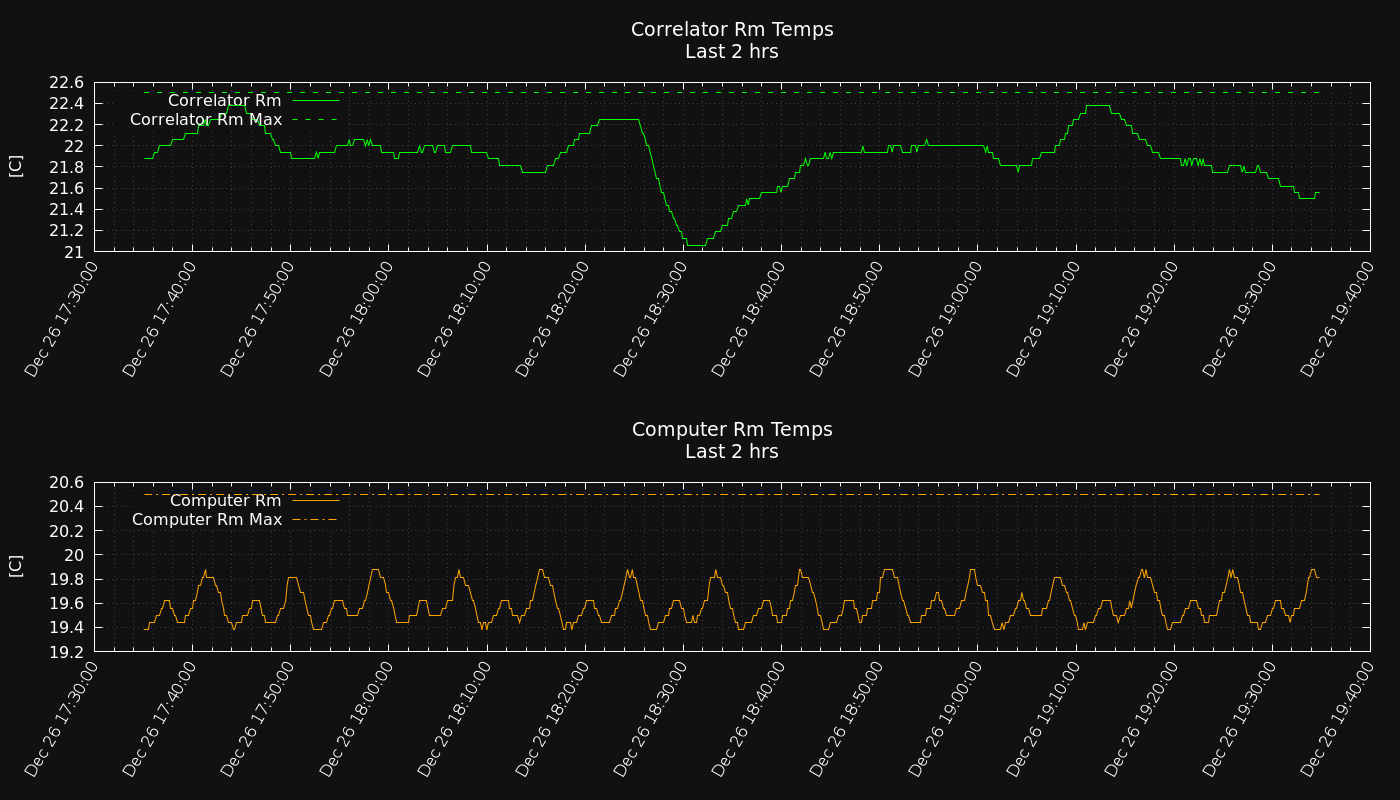 Correlator Rm Temps
Last 2 hrs
22.6
22.4
22.2
22
21.8
21.6
21.4
21.2
21
[C]
Correlator Rm
Correlator Rm Max
Dec 26 17:30:00
Dec 26 17:40:00
Dec 26 17:50:00
Dec 26 18:00:00
Dec 26 18:10:00
Dec 26 18:20:00
Dec 26 18:30:00
Dec 26 18:40:00
Dec 26 18:50:00
Dec 26 19:00:00
Dec 26 19:10:00
Dec 26 19:20:00
Dec 26 19:30:00
Dec 26 19:40:00
Computer Rm Temps
Last 2 hrs
20.6
20.4
20.2
20
19.8
19.6
19.4
19.2
[C]
Computer Rm
Computer Rm Max
Dec 26 17:30:00
Dec 26 17:40:00
Dec 26 17:50:00
Dec 26 18:00:00
Dec 26 18:10:00
Dec 26 18:20:00
Dec 26 18:30:00
Dec 26 18:40:00
Dec 26 18:50:00
Dec 26 19:00:00
Dec 26 19:10:00
Dec 26 19:20:00
Dec 26 19:30:00
Dec 26 19:40:00